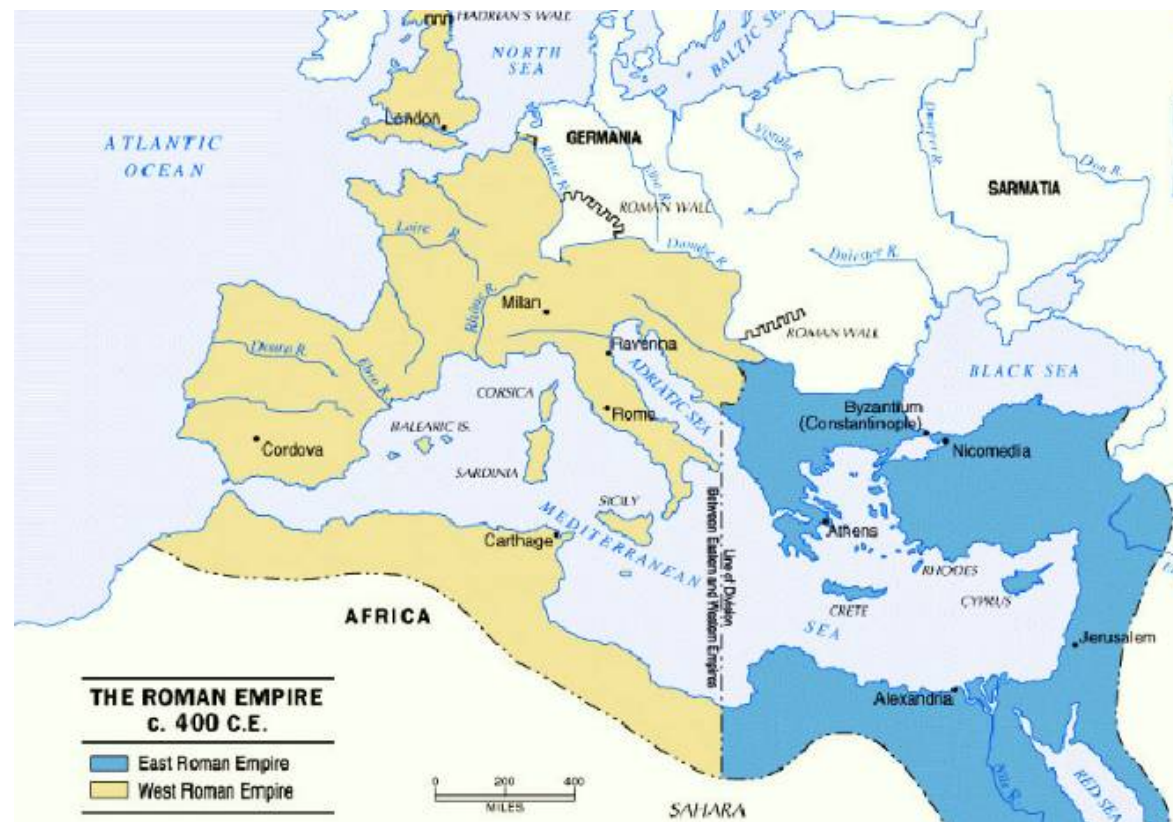 HADRIAN'S WALL
NORTH
SEA
BALTIC SEA
London
ATLANTIC
OCEAN
GERMANIA
Rhine R.
Elbe R.
Vistula R.
Dnieper R.
Don R.
SARMATIA
ROMAN WALL
Loire R.
Danube R.
Dniester R.
Milan
Rhône R.
ROMAN WALL
Ravenna
ADRIATIC SEA
BLACK SEA
Douro R.
Ebro R.
CORSICA
Rome
Byzantium
(Constantinople)
BALEARIC IS.
Nicomedia
Cordova
SARDINIA
SICILY
MEDITERRANEAN
SEA
Carthage
Athens
Line of Division
Between Eastern and Western Empires
RHODES
CRETE
CYPRUS
AFRICA
Jerusalem
Alexandria
THE ROMAN EMPIRE
c. 400 C.E.
East Roman Empire
West Roman Empire
0 200 400
MILES
SAHARA
Nile R.
RED SEA